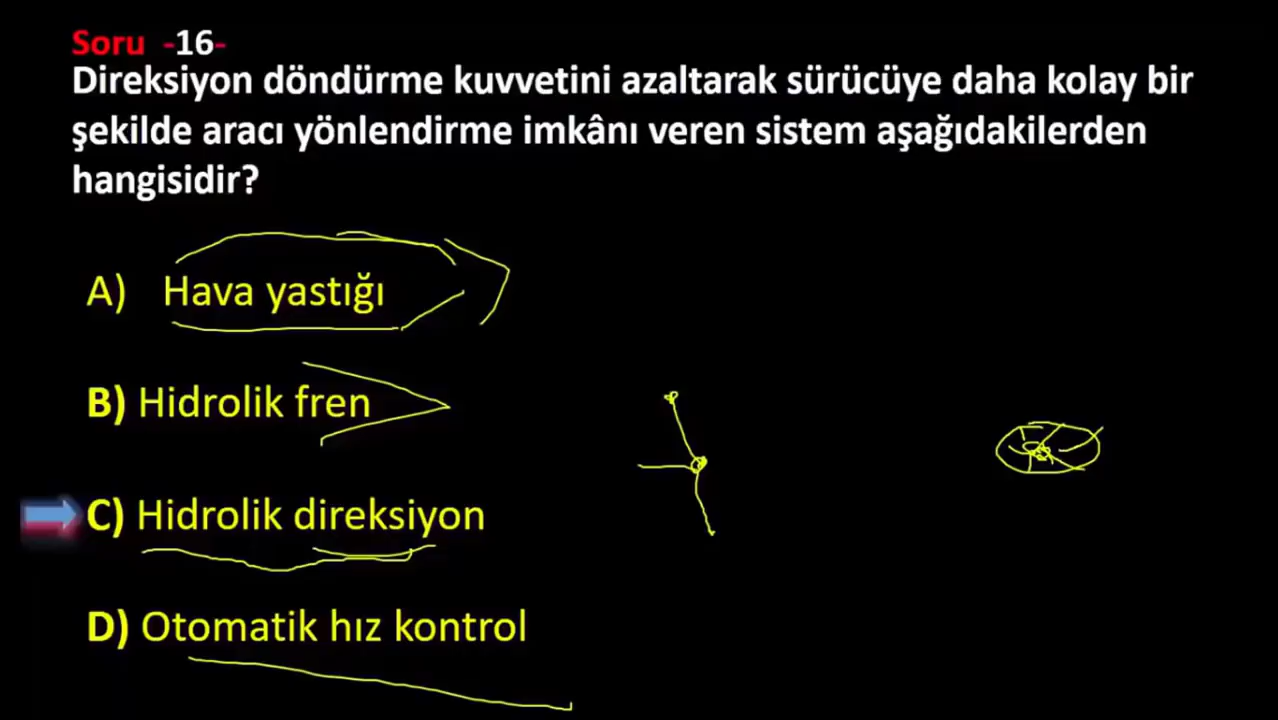 Soru -16-
Direksiyon döndürme kuvvetini azaltarak sürücüye daha kolay bir
şekilde aracı yönlendirme imkânı veren sistem aşağıdakilerden
hangisidir?
A) Hava yastığı
B) Hidrolik fren
C) Hidrolik direksiyon
D) Otomatik hız kontrol